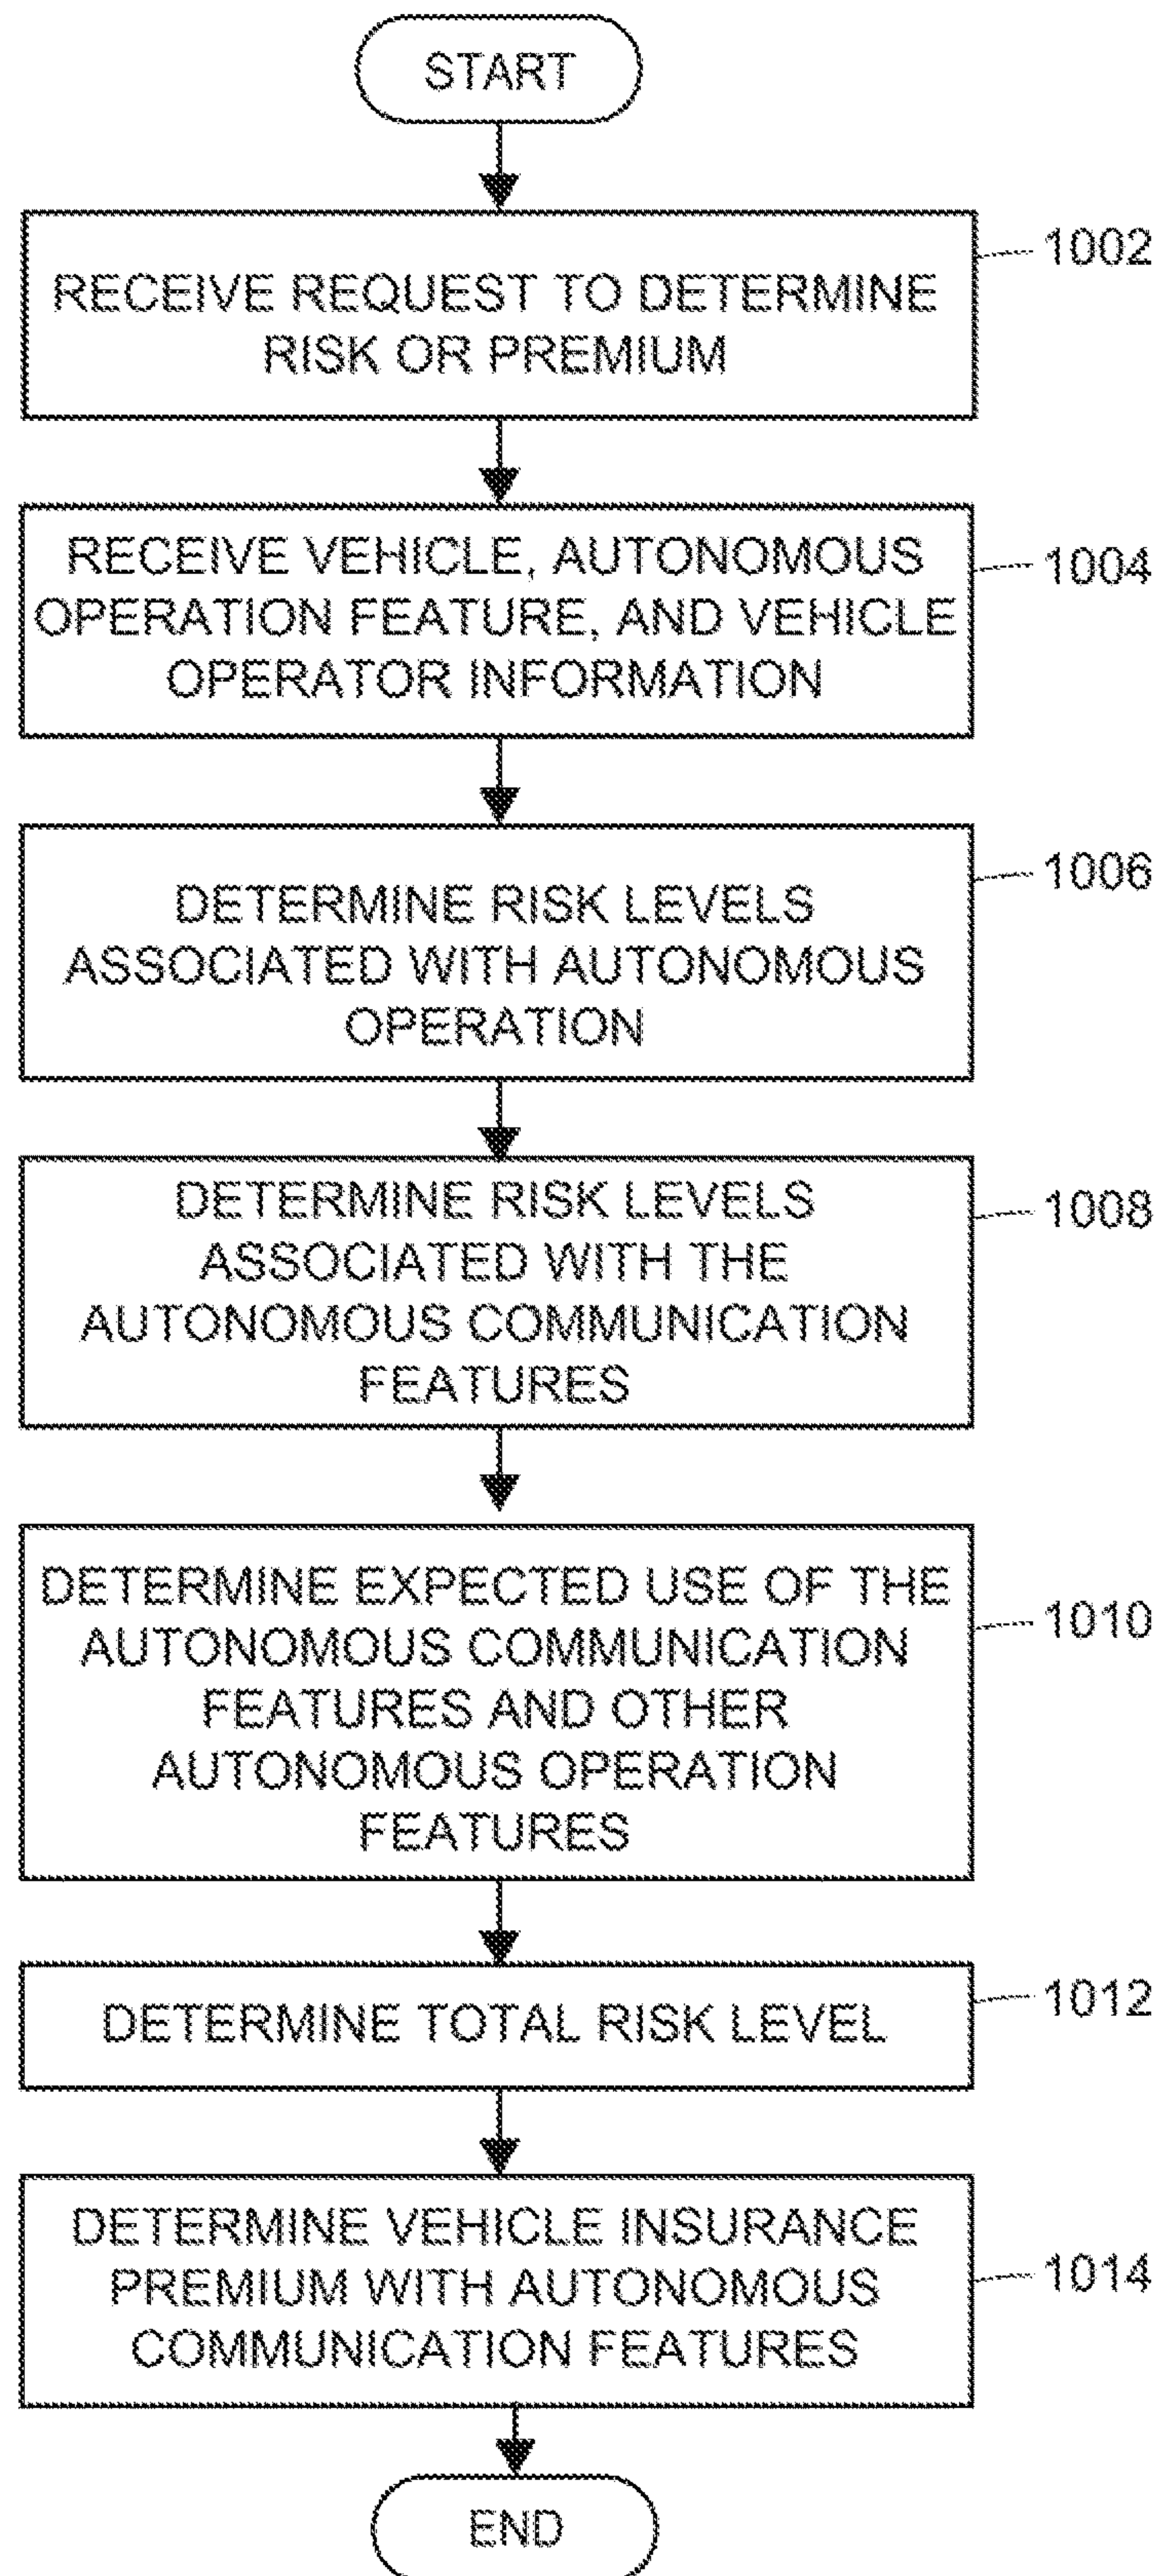 START
RECEIVE REQUEST TO DETERMINE
RISK OR PREMIUM
1002
RECEIVE VEHICLE, AUTONOMOUS
OPERATION FEATURE, AND VEHICLE
OPERATOR INFORMATION
1004
DETERMINE RISK LEVELS
ASSOCIATED WITH AUTONOMOUS
OPERATION
1006
DETERMINE RISK LEVELS
ASSOCIATED WITH THE
AUTONOMOUS COMMUNICATION
FEATURES
1008
DETERMINE EXPECTED USE OF THE
AUTONOMOUS COMMUNICATION
FEATURES AND OTHER
AUTONOMOUS OPERATION
FEATURES
1010
DETERMINE TOTAL RISK LEVEL
1012
DETERMINE VEHICLE INSURANCE
PREMIUM WITH AUTONOMOUS
COMMUNICATION FEATURES
1014
END